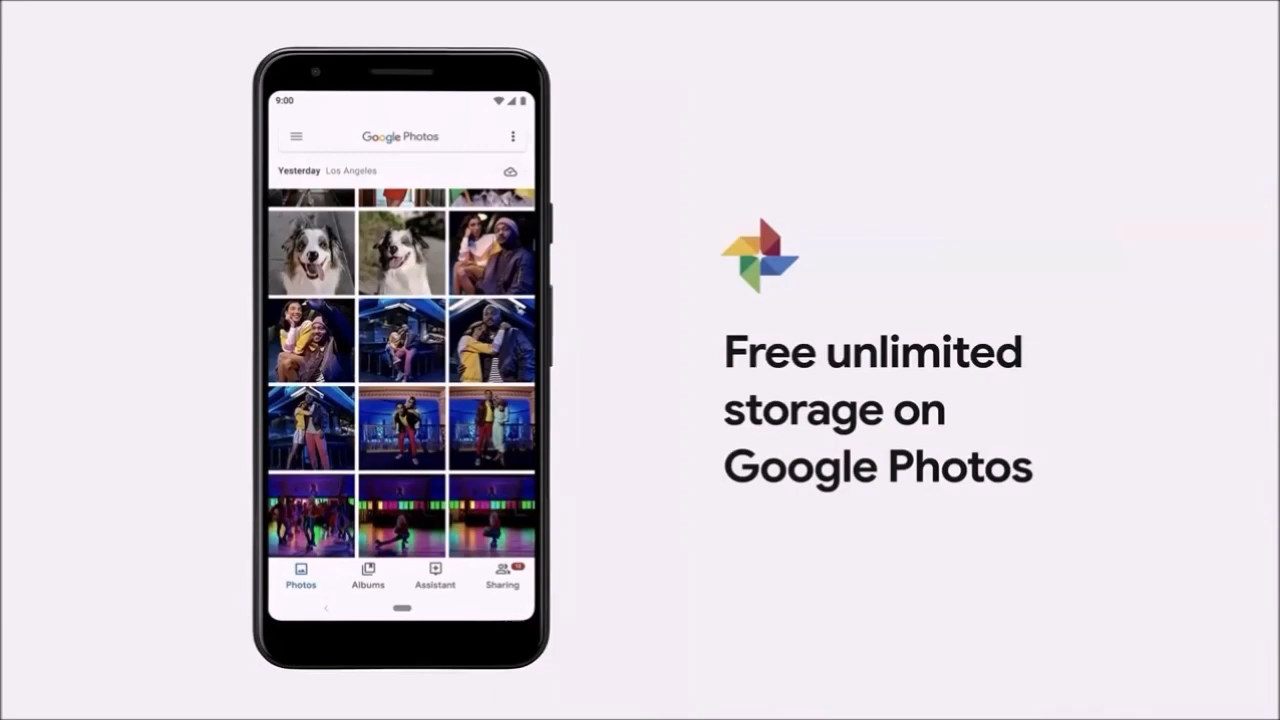 9:00
Google Photos
Yesterday Los Angeles
Free unlimited
storage on
Google Photos
Photos Albums Assistant Sharing